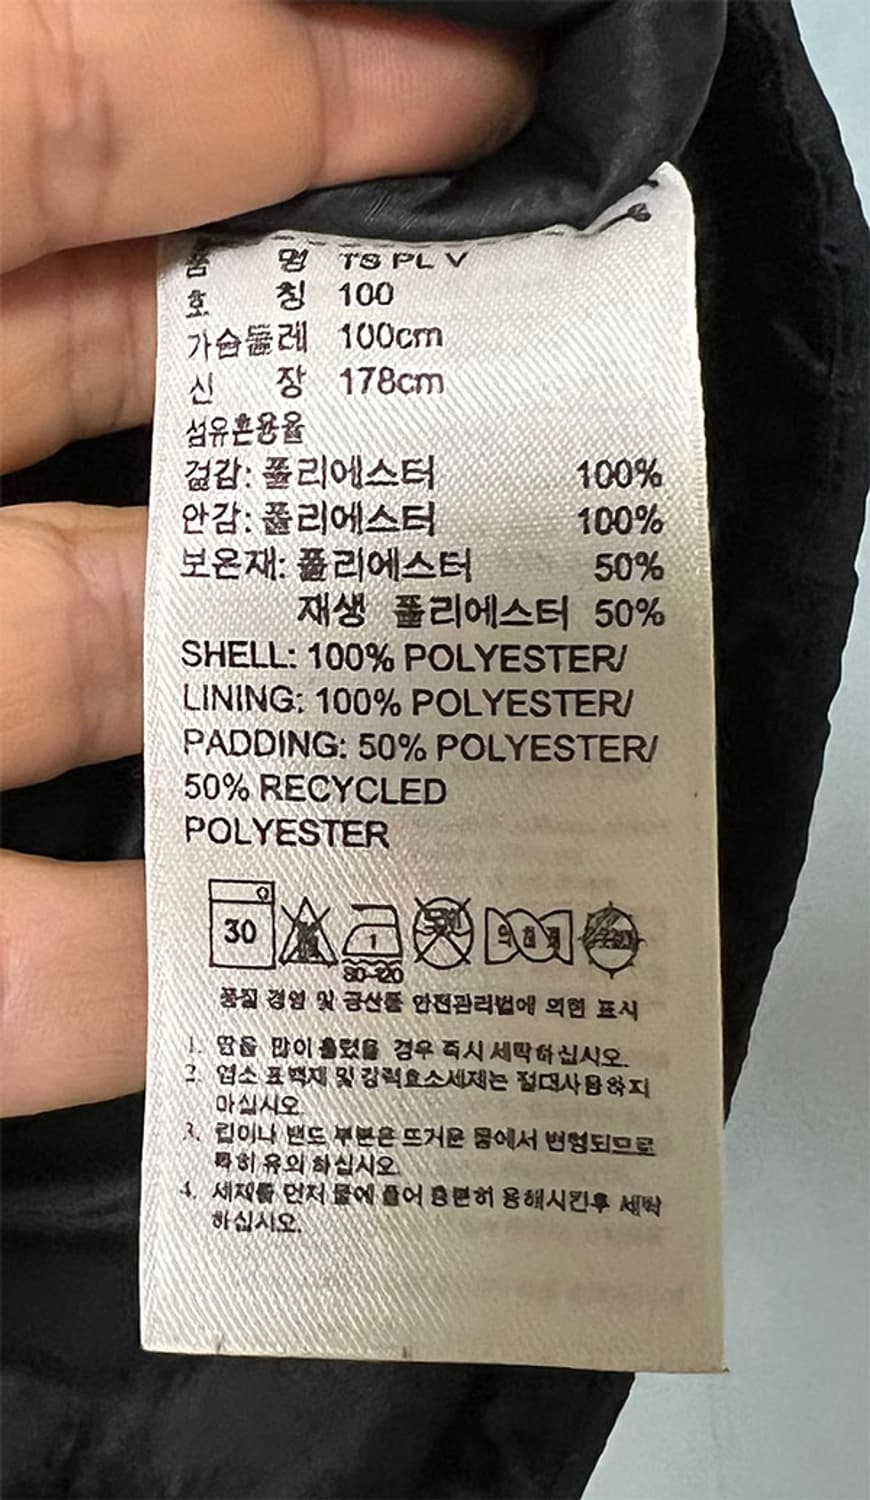 품 명 TS PL V
호 칭 100
가슴둘레 100cm
신 장 178cm
섬유혼용율
겉감: 폴리에스터 100%
안감: 폴리에스터 100%
보온재: 폴리에스터 50%
재생 폴리에스터 50%
SHELL: 100% POLYESTER/
LINING: 100% POLYESTER/
PADDING: 50% POLYESTER/
50% RECYCLED
POLYESTER
30
1
80-120
품질 경영 및 공산품 안전관리법에 의한 표시
1. 땀을 많이 흘렸을 경우 즉시 세탁하십시오.
2. 염소 표백제 및 강력효소세제는 절대사용하지
마십시오.
3. 립이나 밴드 부분은 뜨거운 물에서 변형되므로
특히 유의 하십시오.
4. 세제를 먼저 물에 풀어 충분히 용해시킨후 세탁
하십시오.